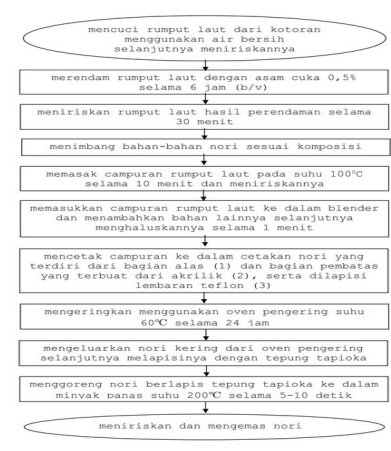 mencuci rumput laut dari kotoran
menggunakan air bersih
selanjutnya meniriskannya
merendam rumput laut dengan asam cuka 0,5%
selama 6 jam (b/v)
meniriskan rumput laut hasil perendaman selama
30 menit
menimbang bahan-bahan nori sesuai komposisi
memasak campuran rumput laut pada suhu 100°C
selama 10 menit dan meniriskannya
memasukkan campuran rumput laut ke dalam blender
dan menambahkan bahan lainnya selanjutnya
menghaluskannya selama 1 menit
mencetak campuran ke dalam cetakan nori yang
terdiri dari bagian alas (1) dan bagian pembatas
yang terbuat dari akrilik (2), serta dilapisi
lembaran teflon (3)
mengeringkan menggunakan oven pengering suhu
60℃ selama 24 jam
mengeluarkan nori kering dari oven pengering
selanjutnya melapisinya dengan tepung tapioka
menggoreng nori berlapis tepung tapioka ke dalam
minyak panas suhu 200℃ selama 5-10 detik
meniriskan dan mengemas nori